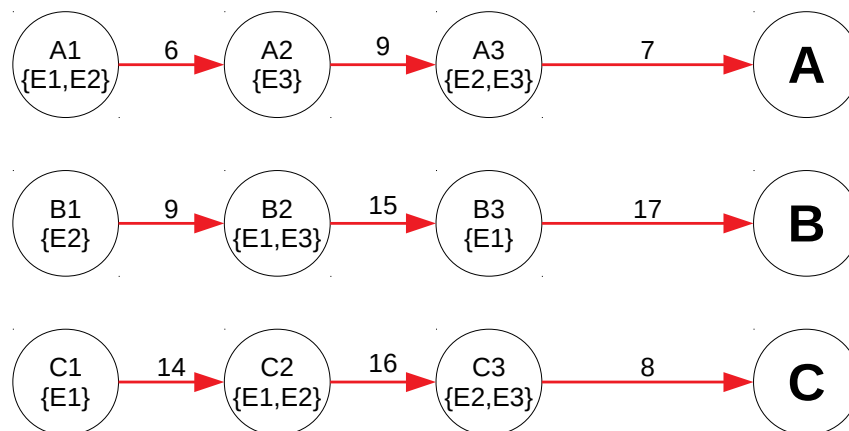 A1
{E1,E2}
6
A2
{E3}
9
A3
{E2,E3}
7
A
B1
{E2}
9
B2
{E1,E3}
15
B3
{E1}
17
B
C1
{E1}
14
C2
{E1,E2}
16
C3
{E2,E3}
8
C